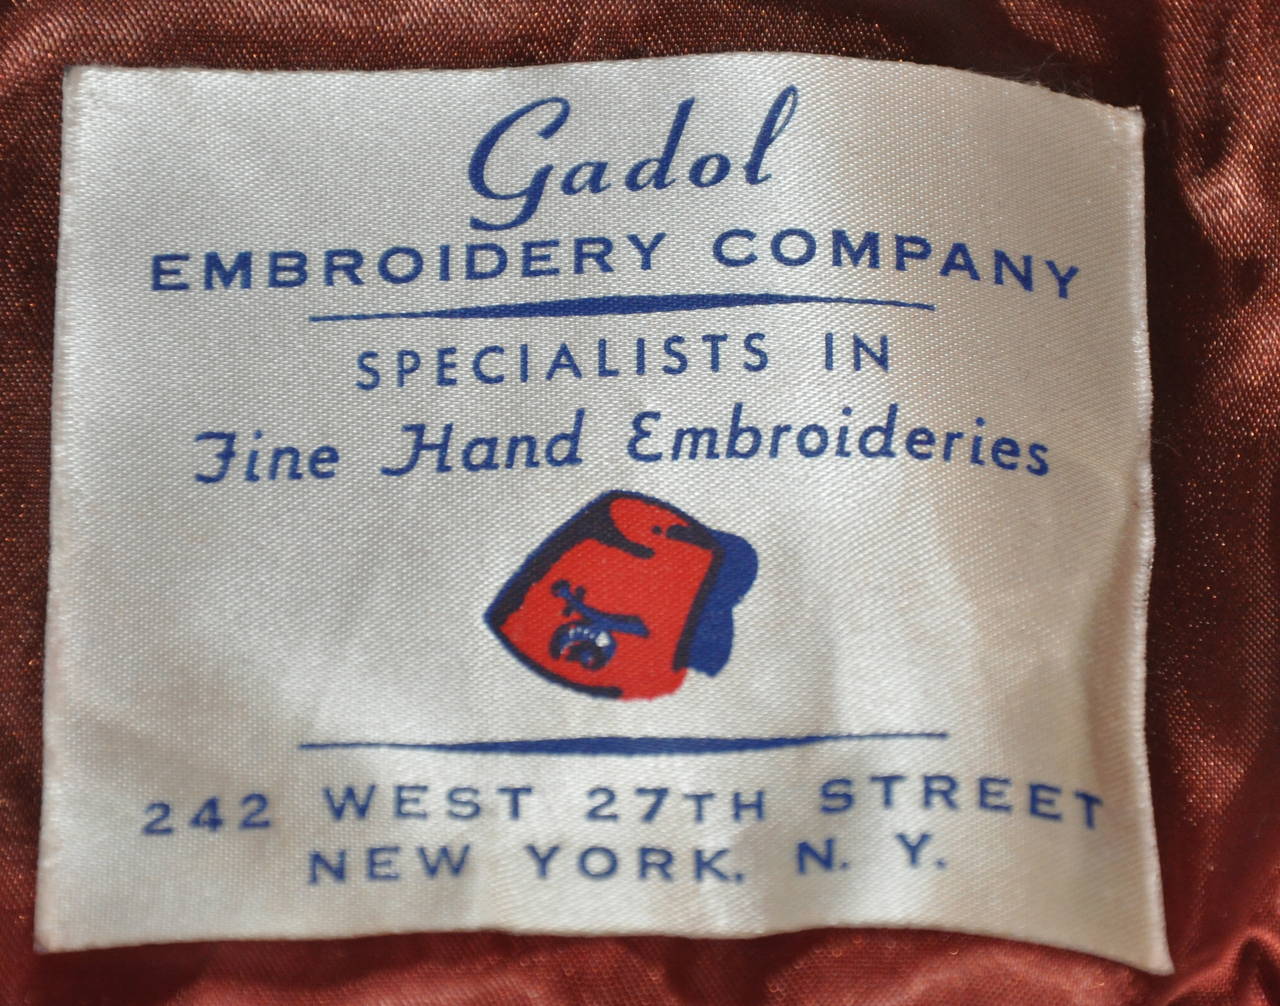 Gadol
EMBROIDERY COMPANY
SPECIALISTS IN
Fine Hand Embroideries
242 WEST 27TH STREET
NEW YORK. N. Y.